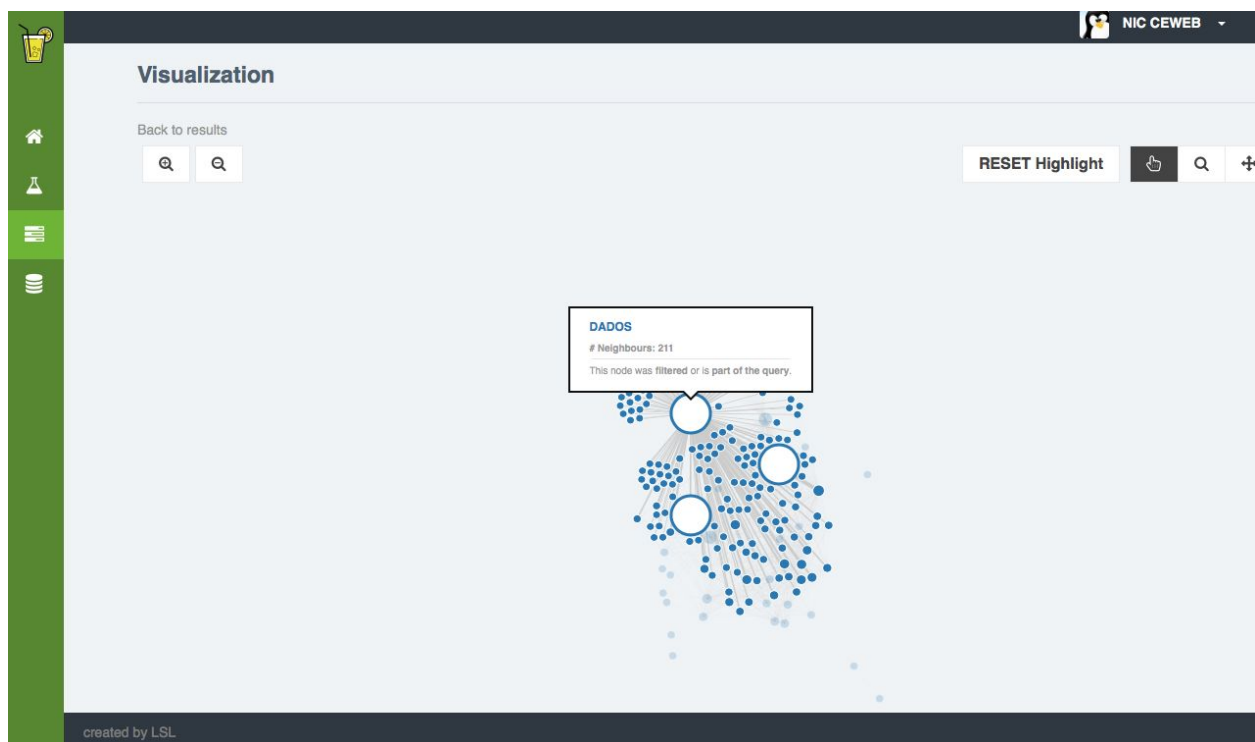 NIC CEWEB
Visualization
Back to results
RESET Highlight
DADOS
# Neighbours: 211
This node was filtered or is part of the query.
created by LSL